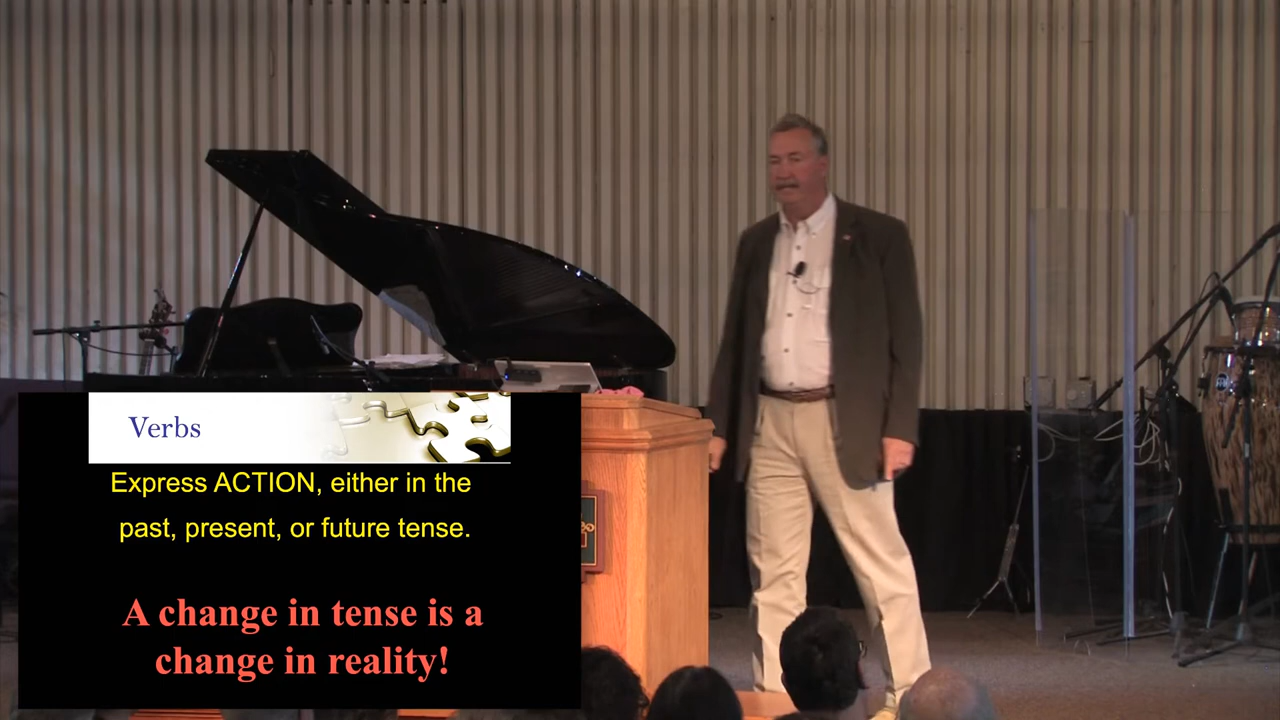 Verbs
Express ACTION, either in the
past, present, or future tense.
A change in tense is a
change in reality!